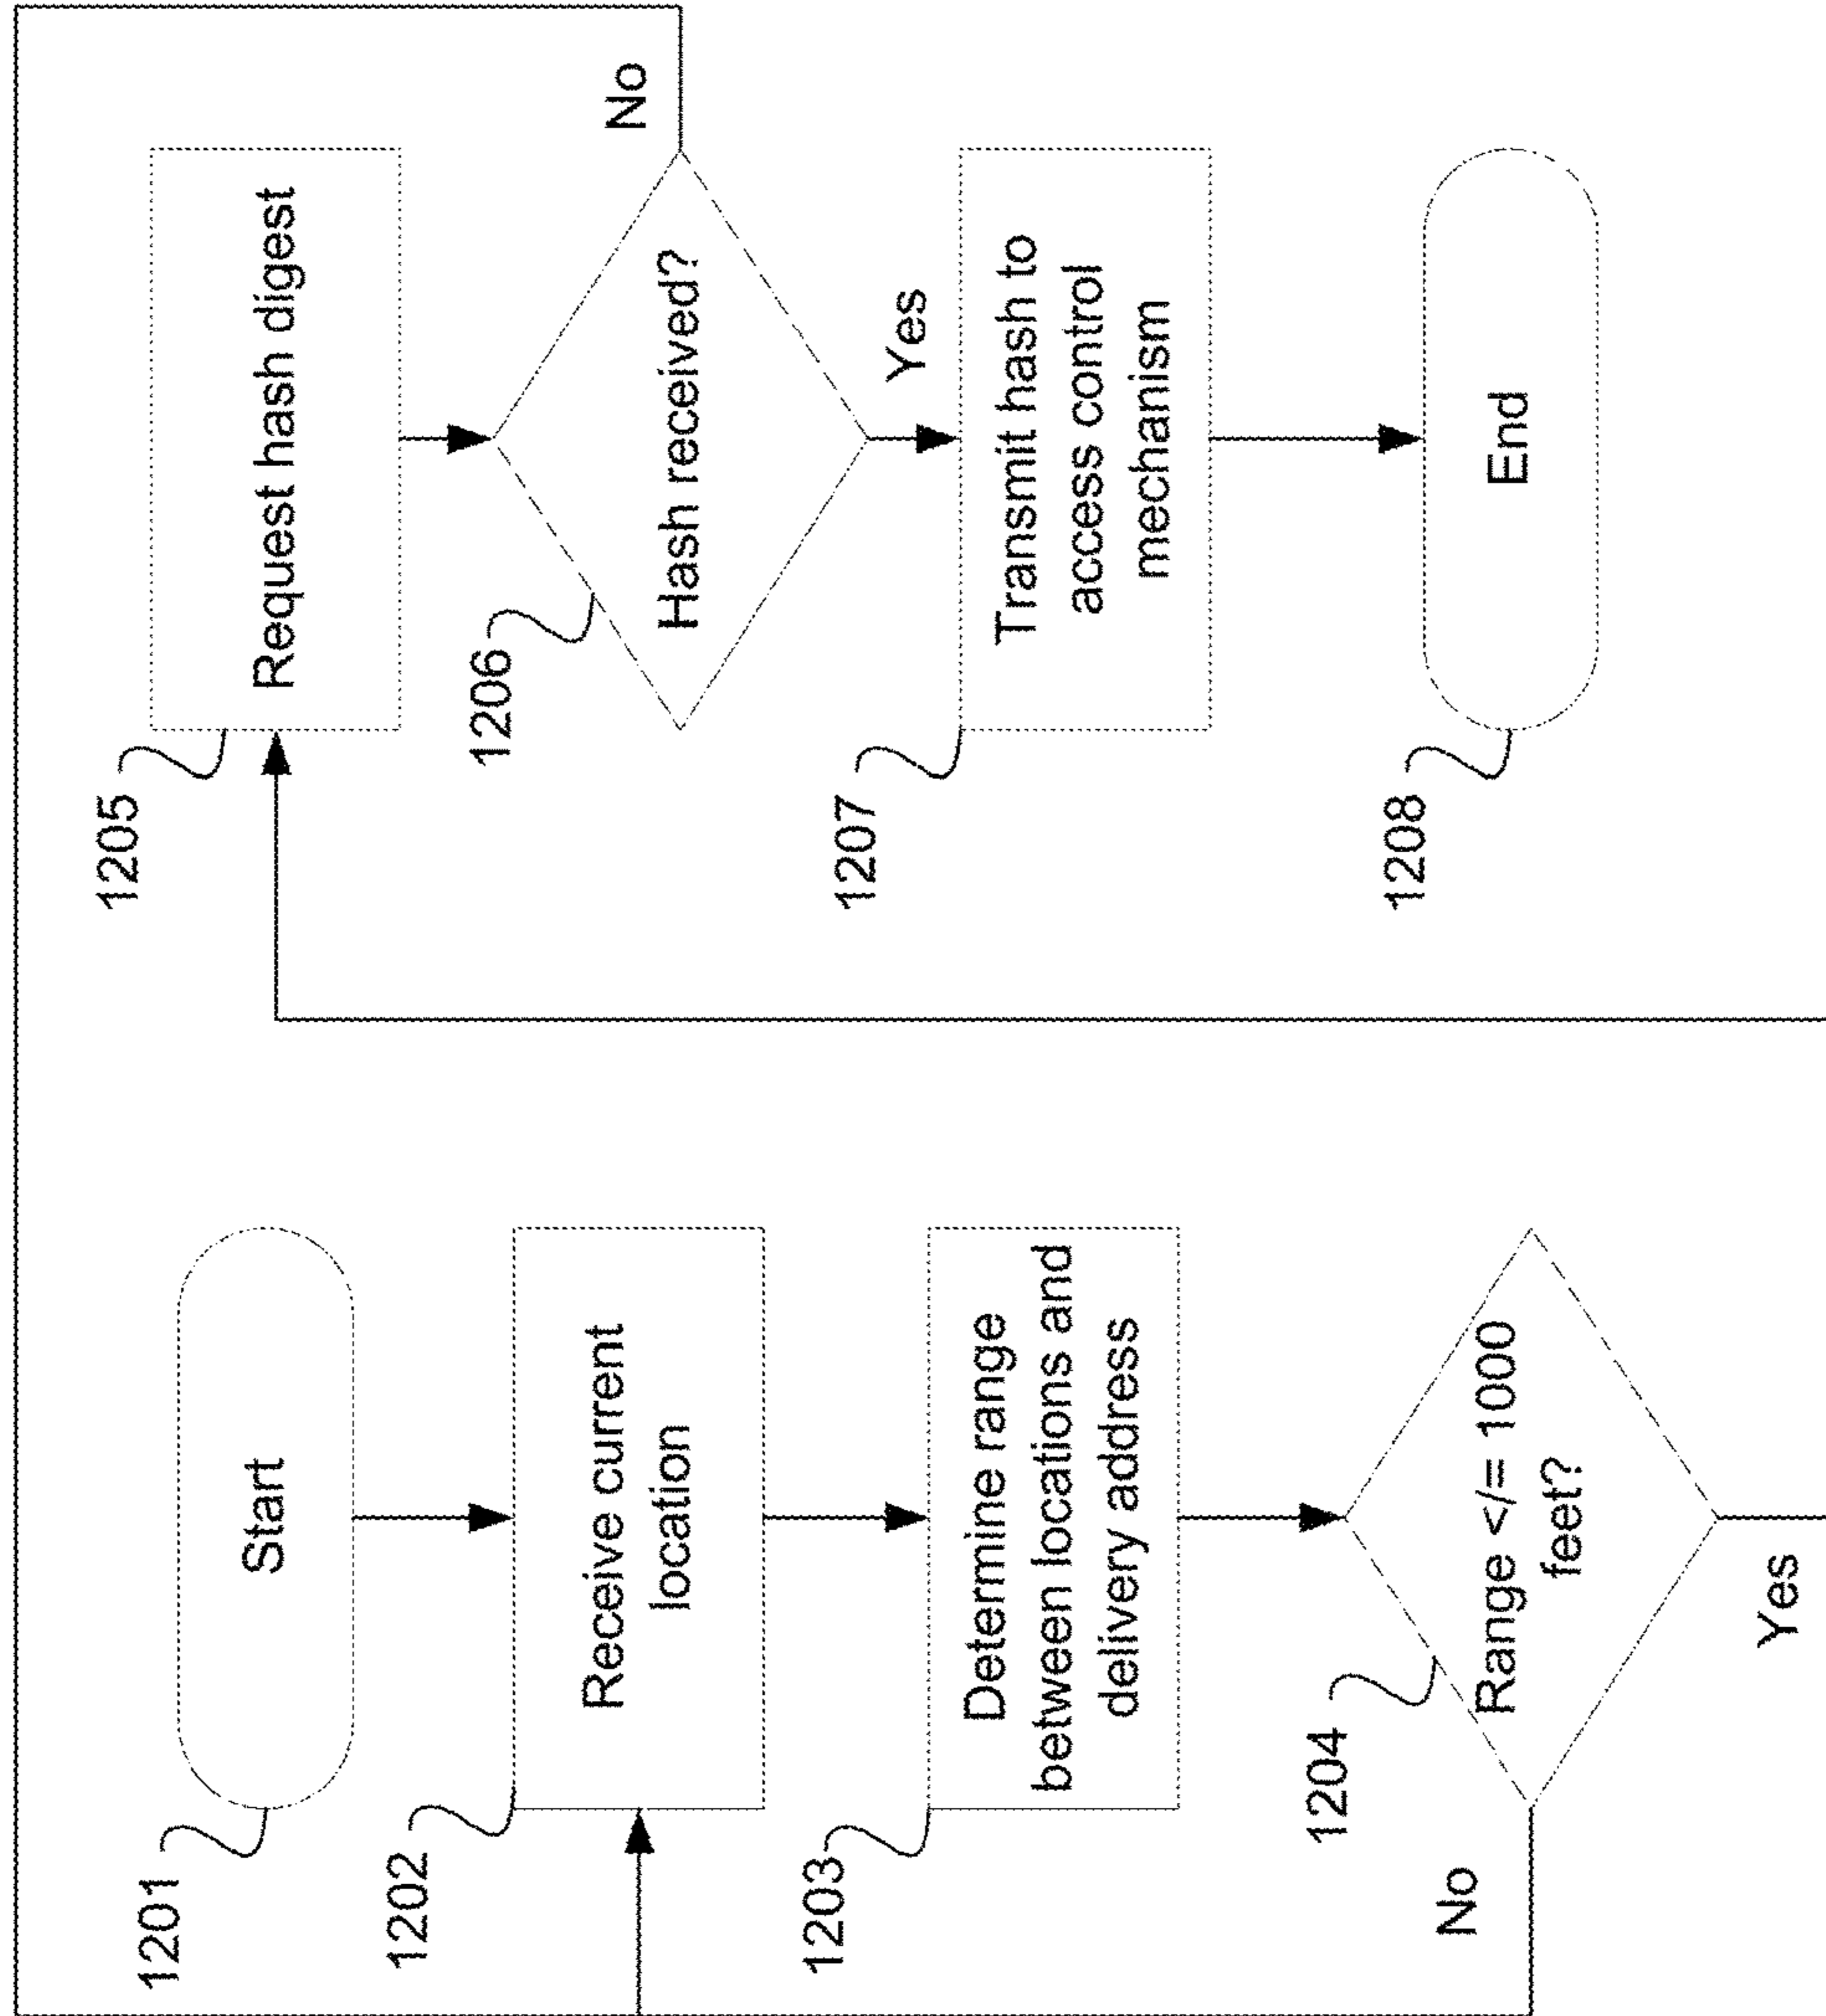 1201
Start
1202
Receive current
location
1203
Determine range
between locations and
delivery address
1204
Range </= 1000
feet?
No
Yes
1205
Request hash digest
1206
Hash received?
No
Yes
1207
Transmit hash to
access control
mechanism
1208
End